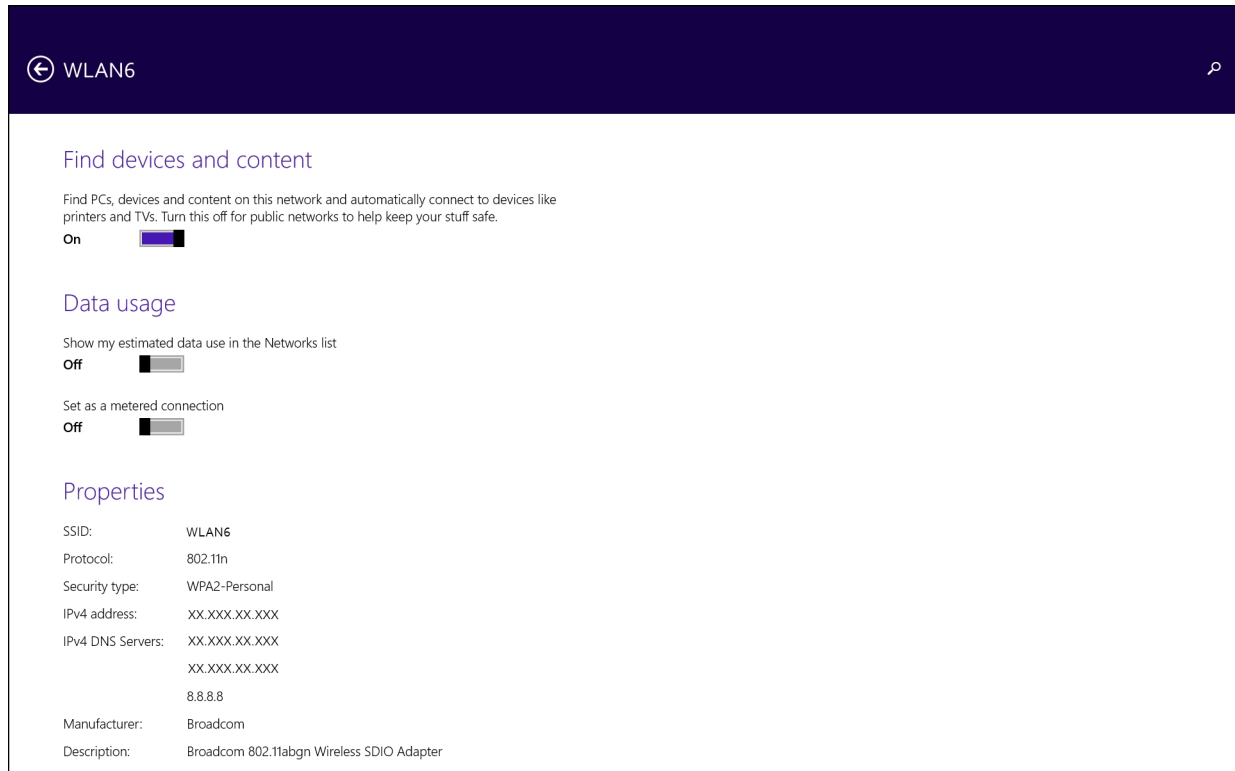 WLAN6
Find devices and content
Find PCs, devices and content on this network and automatically connect to devices like
printers and TVs. Turn this off for public networks to help keep your stuff safe.
On
Data usage
Show my estimated data use in the Networks list
Off
Set as a metered connection
Off
Properties
SSID: WLAN6
Protocol: 802.11n
Security type: WPA2-Personal
IPv4 address: XX.XXX.XX.XXX
IPv4 DNS Servers: XX.XXX.XX.XXX
XX.XXX.XX.XXX
8.8.8.8
Manufacturer: Broadcom
Description: Broadcom 802.11abgn Wireless SDIO Adapter